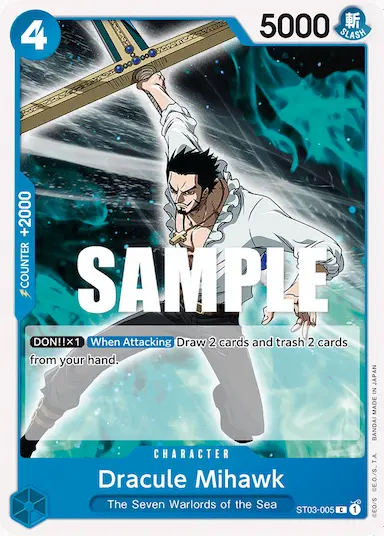 4
5000
斬
SLASH
COUNTER +2000
SAMPLE
DON!!×1 When Attacking Draw 2 cards and trash 2 cards
from your hand.
CHARACTER
Dracule Mihawk
The Seven Warlords of the Sea
ST03-005 C 1
©E.O/S ©E.O./S., T.A. BANDAI MADE IN JAPAN